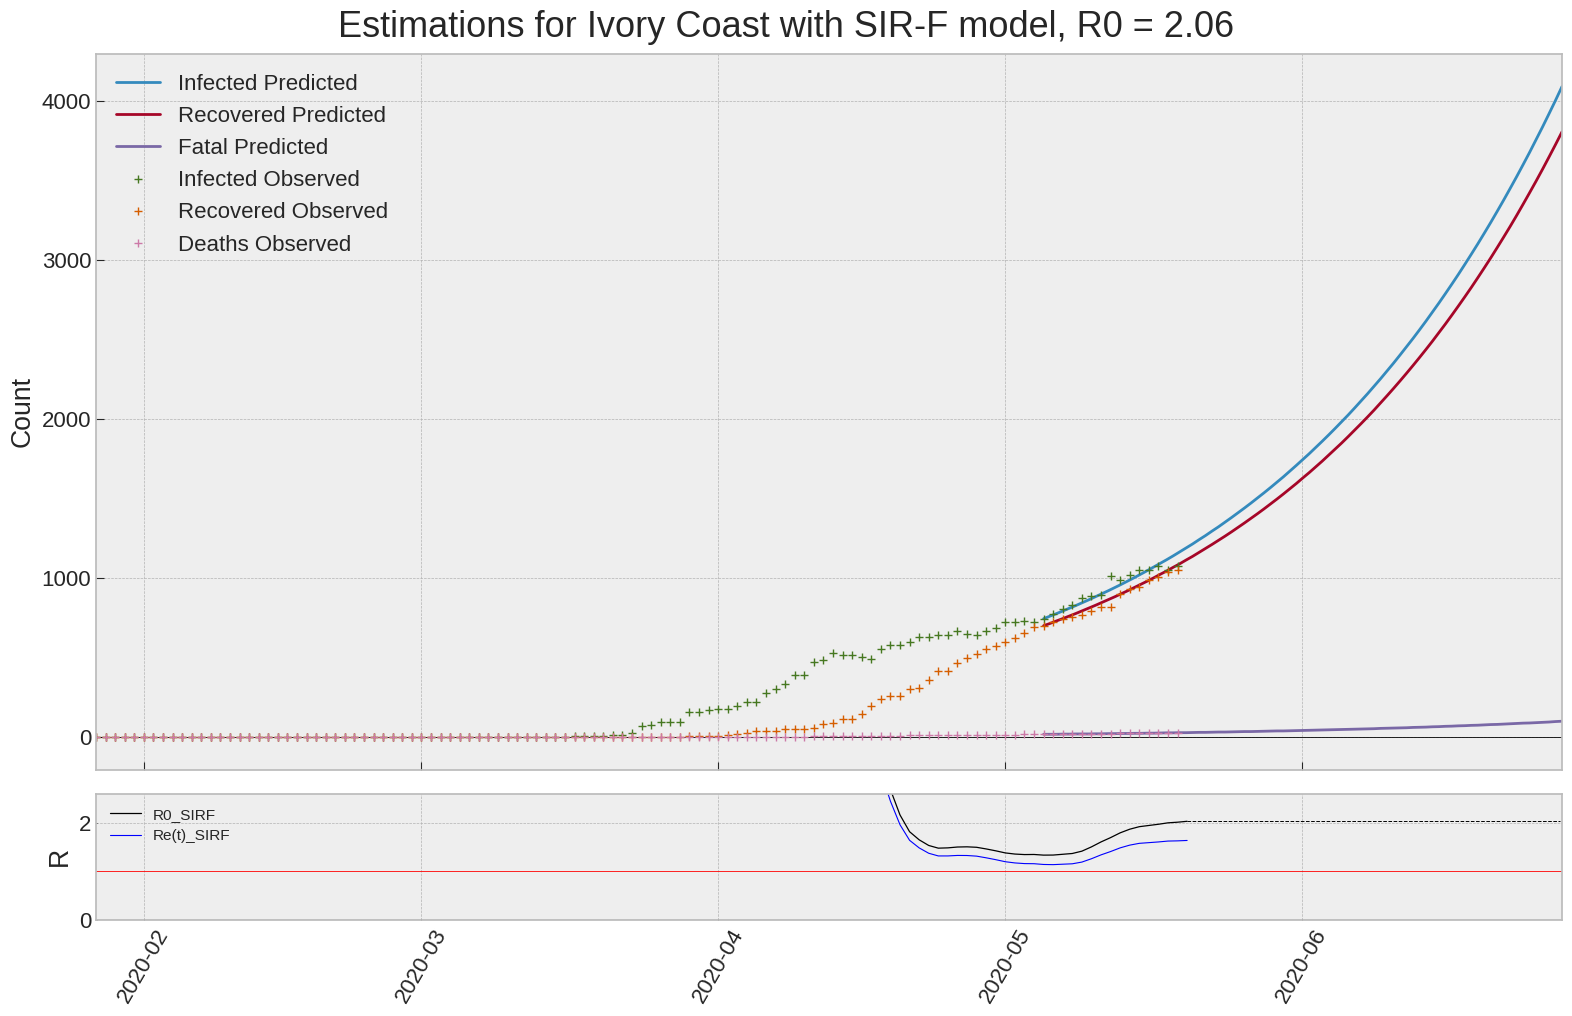 Estimations for Ivory Coast with SIR-F model, R0 = 2.06
Infected Predicted
Recovered Predicted
Fatal Predicted
Infected Observed
Recovered Observed
Deaths Observed
4000
3000
2000
1000
0
Count
R0_SIRF
Re(t)_SIRF
2
0
R
2020-02
2020-03
2020-04
2020-05
2020-06